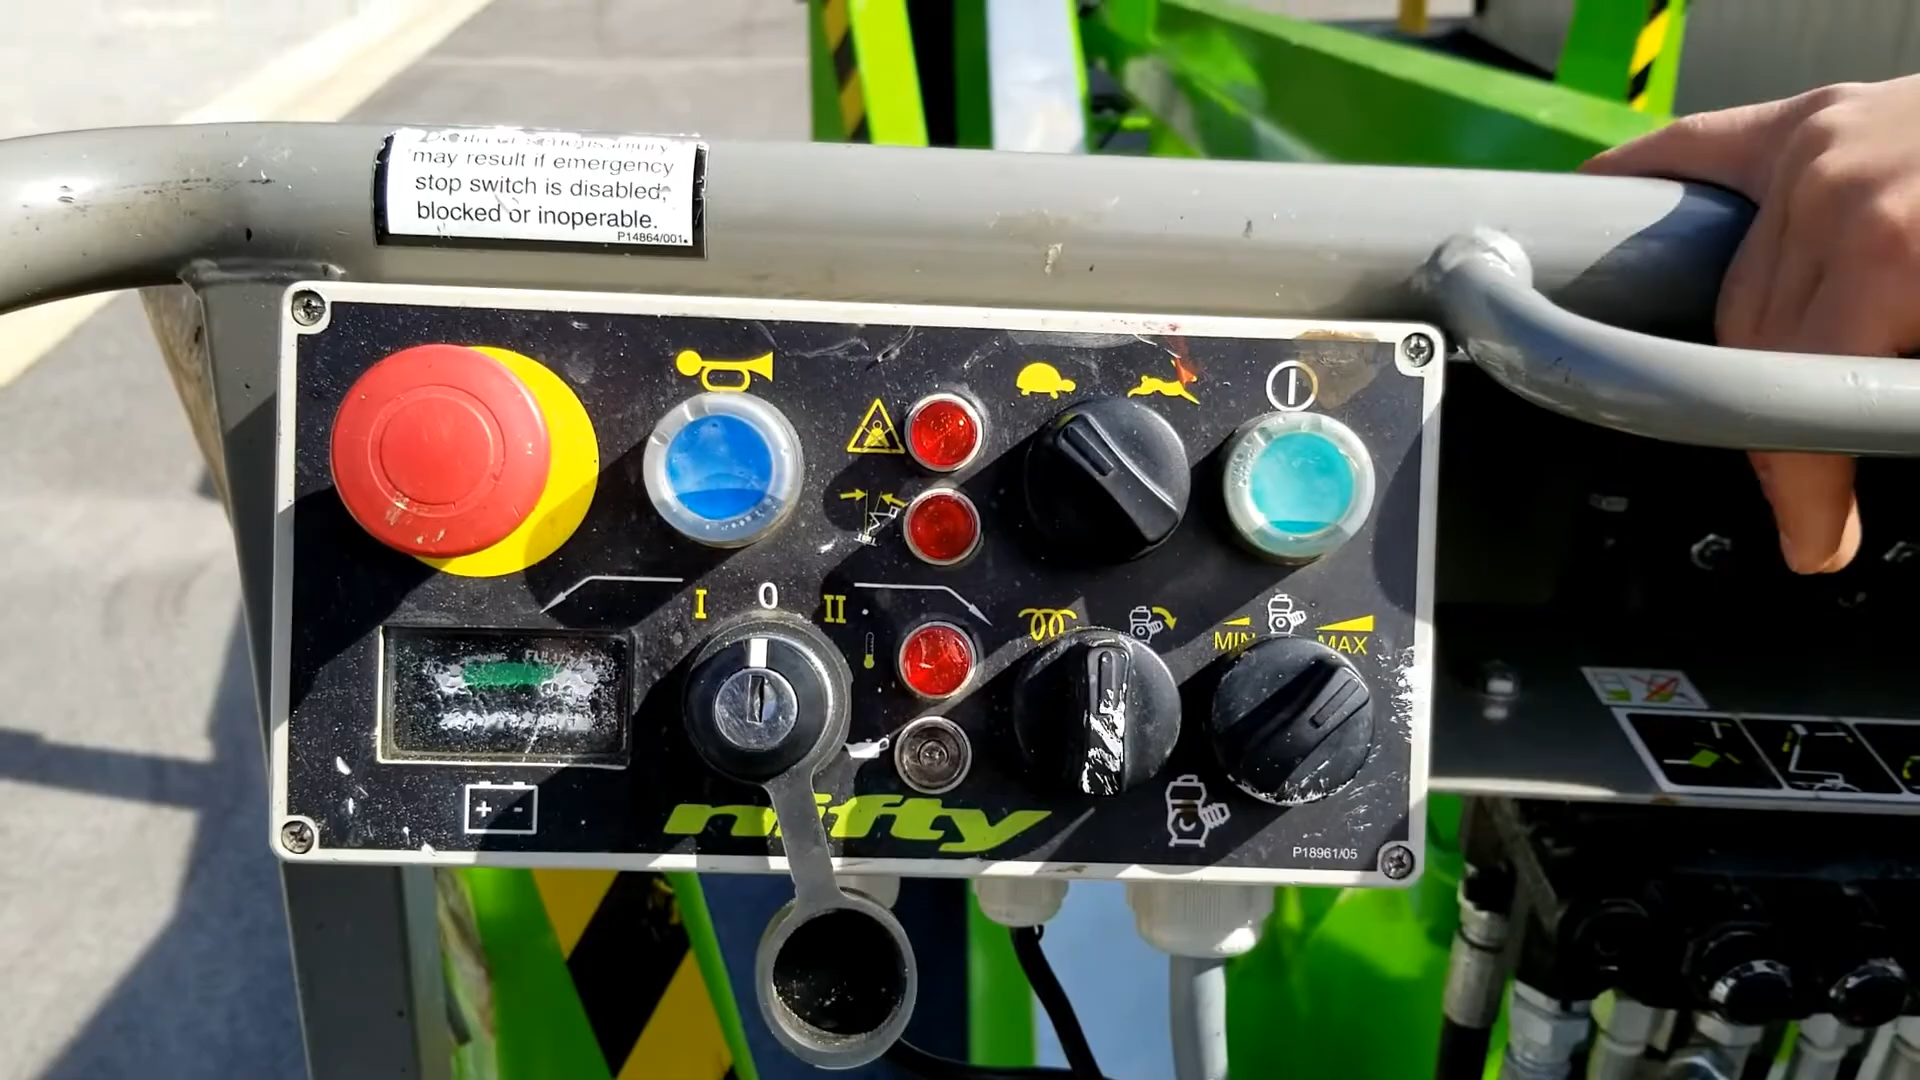 may result if emergency
stop switch is disabled,
blocked or inoperable.
P14864/001.
I 0 II
MIN MAX
nifty
P18961/05